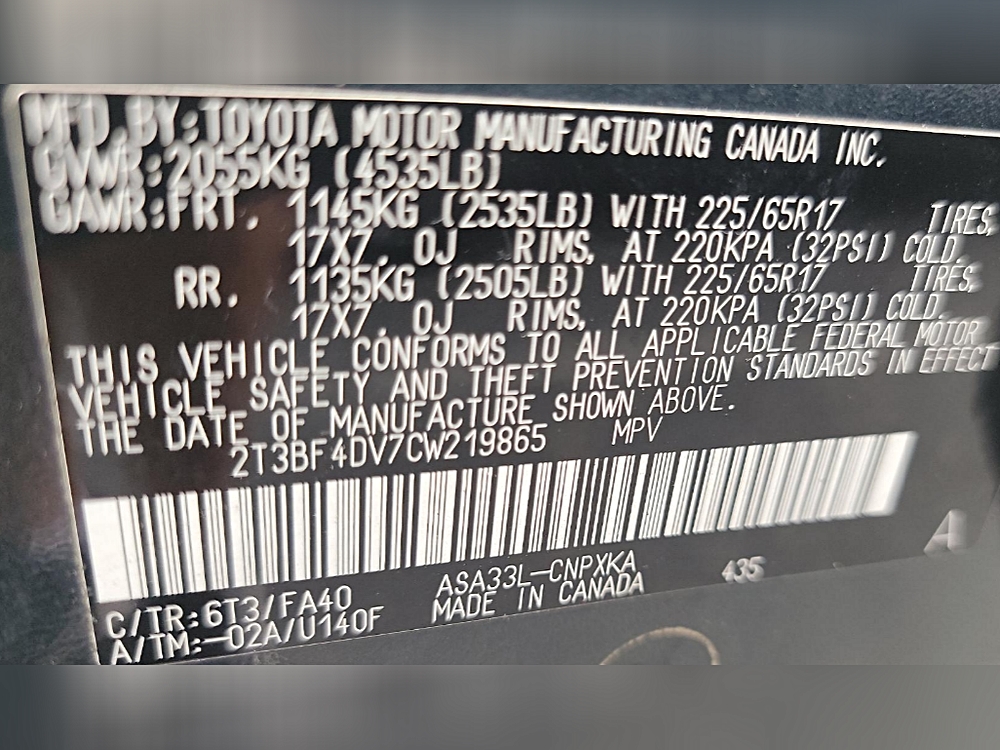 MFD.BY:TOYOTA MOTOR MANUFACTURING CANADA INC.
GVWR:2055KG (4535LB)
GAWR:FRT. 1145KG (2535LB) WITH 225/65R17 TIRES,
17X7.0J RIMS, AT 220KPA (32PSI) COLD.
RR. 1135KG (2505LB) WITH 225/65R17 TIRES,
17X7.0J RIMS, AT 220KPA (32PSI) COLD.
THIS VEHICLE CONFORMS TO ALL APPLICABLE FEDERAL MOTOR
VEHICLE SAFETY AND THEFT PREVENTION STANDARDS IN EFFECT
THE DATE OF MANUFACTURE SHOWN ABOVE.
2T3BF4DV7CW219865 MPV
C/TR:6T3/FA40 ASA33L-CNPXKA 435 A
A/TM:-02A/U140F MADE IN CANADA